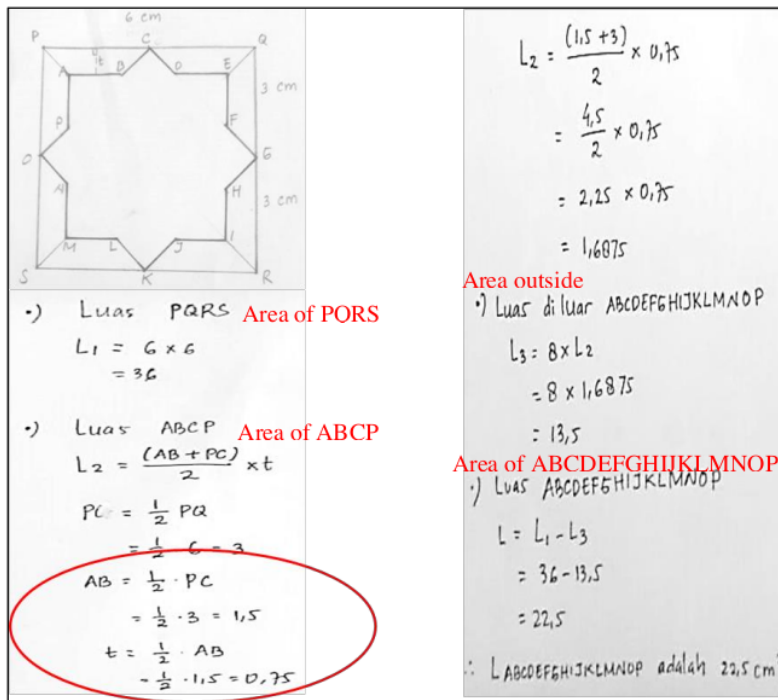 6 cm
P C Q
t
A B D E
3 cm
P F
O G
N H
3 cm
M L J I
S K R
•) Luas PQRS Area of PQRS
L₁ = 6 × 6
= 36
•) Luas ABCP Area of ABCP
L₂ = (AB + PC)/2 × t
PC = 1/2 PQ
= 1/2 · 6 = 3
AB = 1/2 · PC
= 1/2 · 3 = 1,5
t = 1/2 · AB
= 1/2 · 1,5 = 0,75
L₂ = (1,5 + 3)/2 × 0,75
= 4,5/2 × 0,75
= 2,25 × 0,75
= 1,6875
Area outside
•) Luas di luar ABCDEFGHIJKLMNOP
L₃ = 8 × L₂
= 8 × 1,6875
= 13,5
Area of ABCDEFGHIJKLMNOP
•) Luas ABCDEFGHIJKLMNOP
L = L₁ - L₃
= 36 - 13,5
= 22,5
∴ L ABCDEFGHIJKLMNOP adalah 22,5 cm